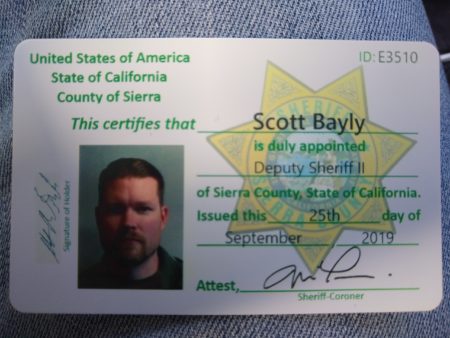 United States of America
ID: E3510
State of California
County of Sierra
This certifies that Scott Bayly
is duly appointed
Deputy Sheriff II
of Sierra County, State of California.
Issued this 25th day of
September 2019
Attest,
Sheriff-Coroner
Signature of Holder
SHERIFF